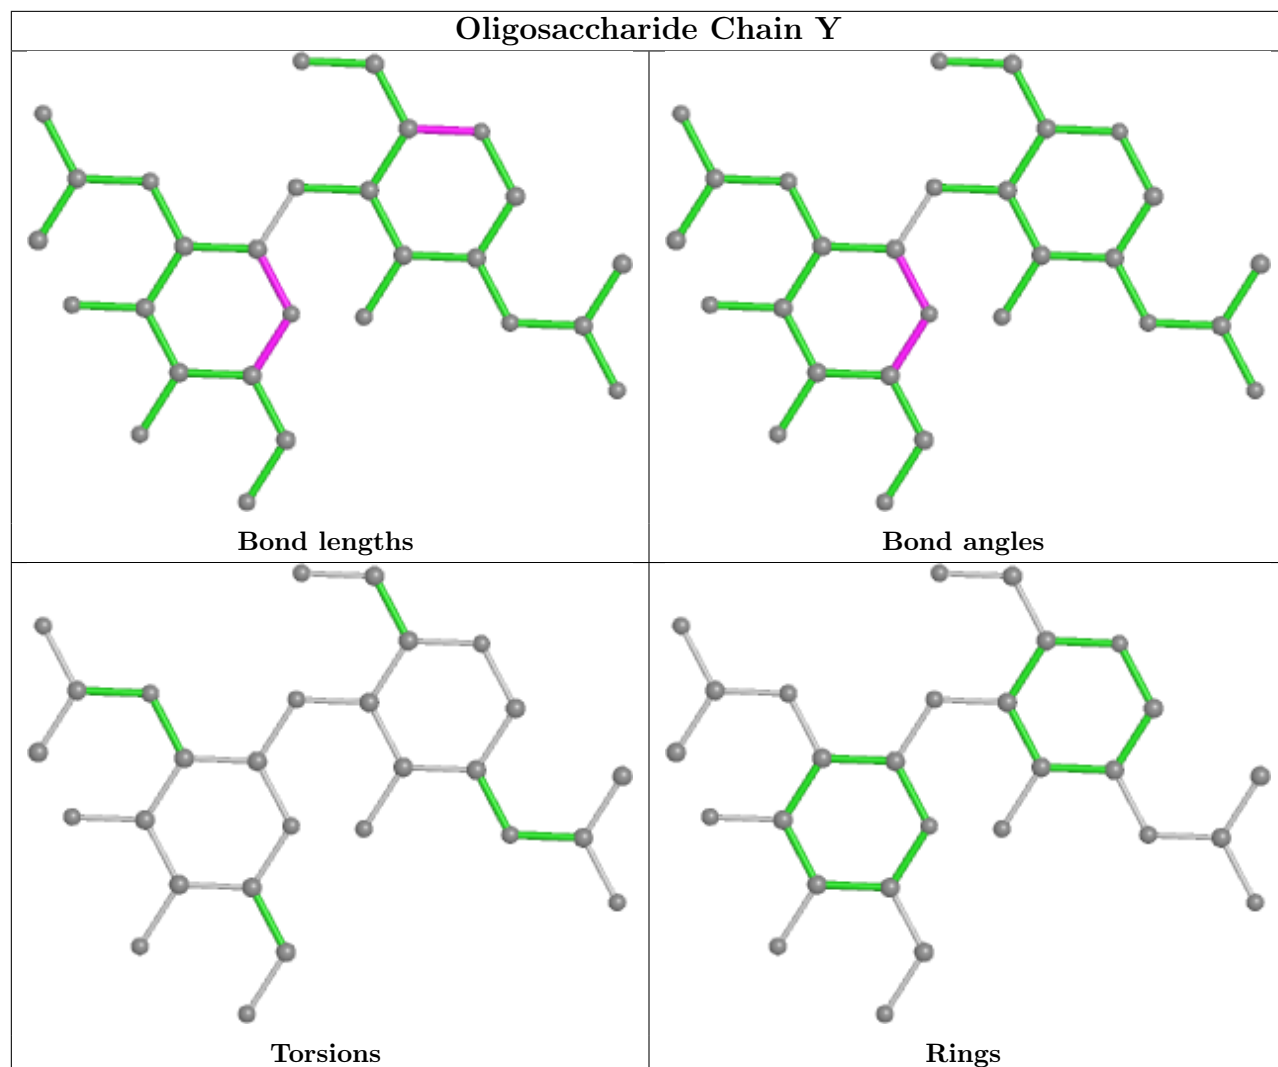 Oligosaccharide Chain Y
Bond lengths
Bond angles
Torsions
Rings